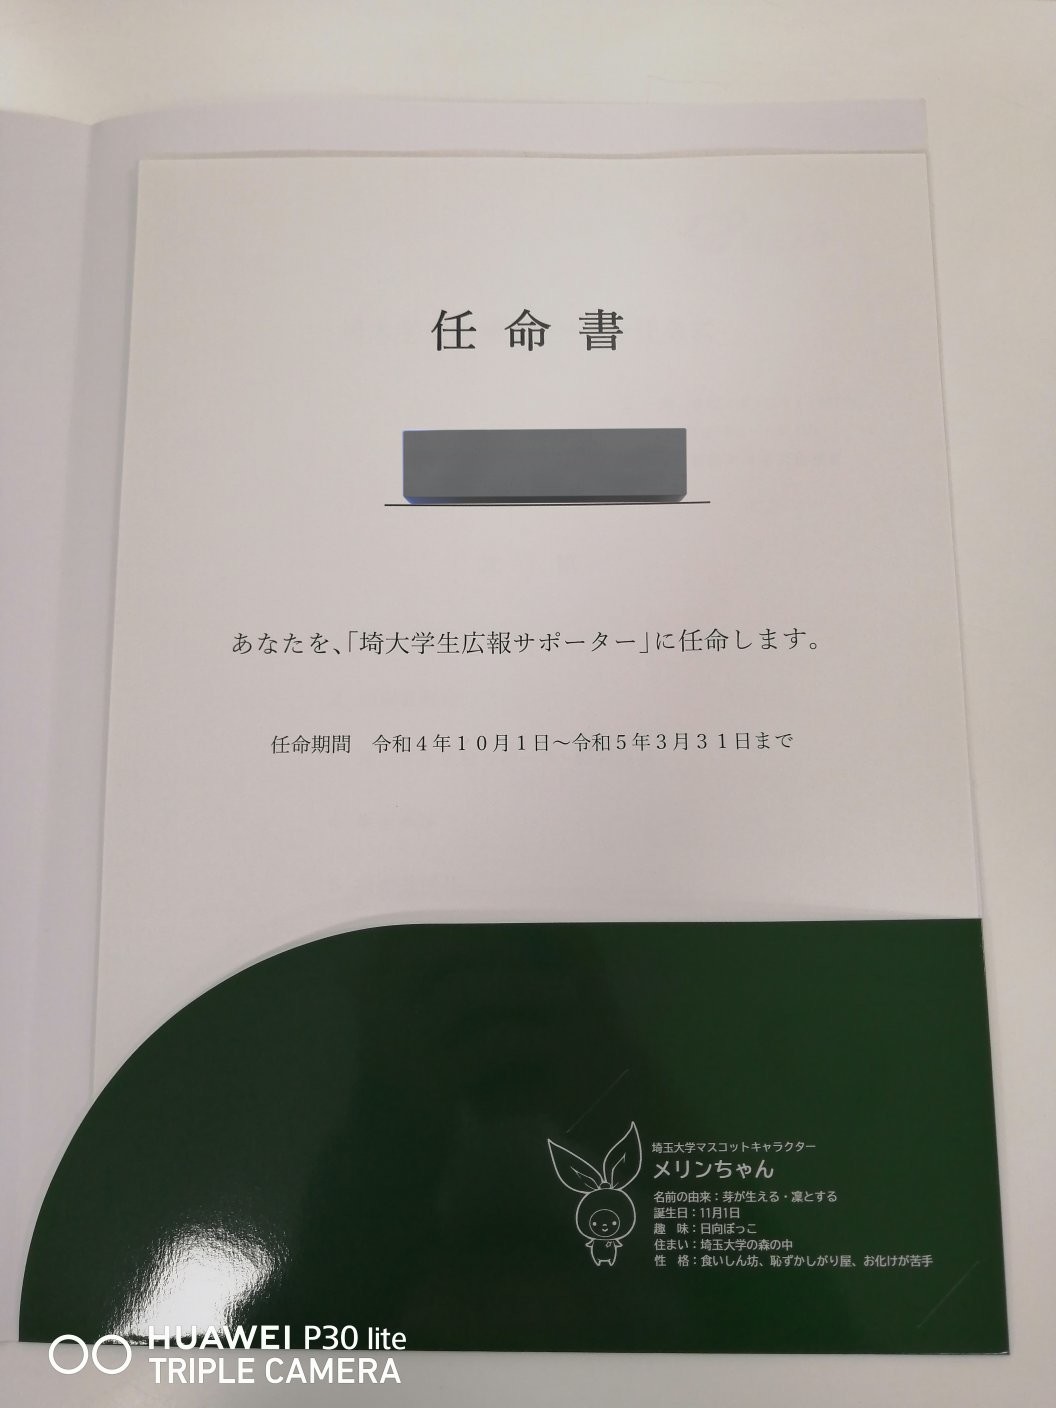 任命書
あなたを、「埼大学生広報サポーター」に任命します。
任命期間　令和４年１０月１日～令和５年３月３１日まで
埼玉大学マスコットキャラクター
メリンちゃん
名前の由来：芽が生える・凜とする
誕生日：11月1日
趣　味：日向ぼっこ
住まい：埼玉大学の森の中
性　格：食いしん坊、恥ずかしがり屋、お化けが苦手
HUAWEI P30 lite
TRIPLE CAMERA